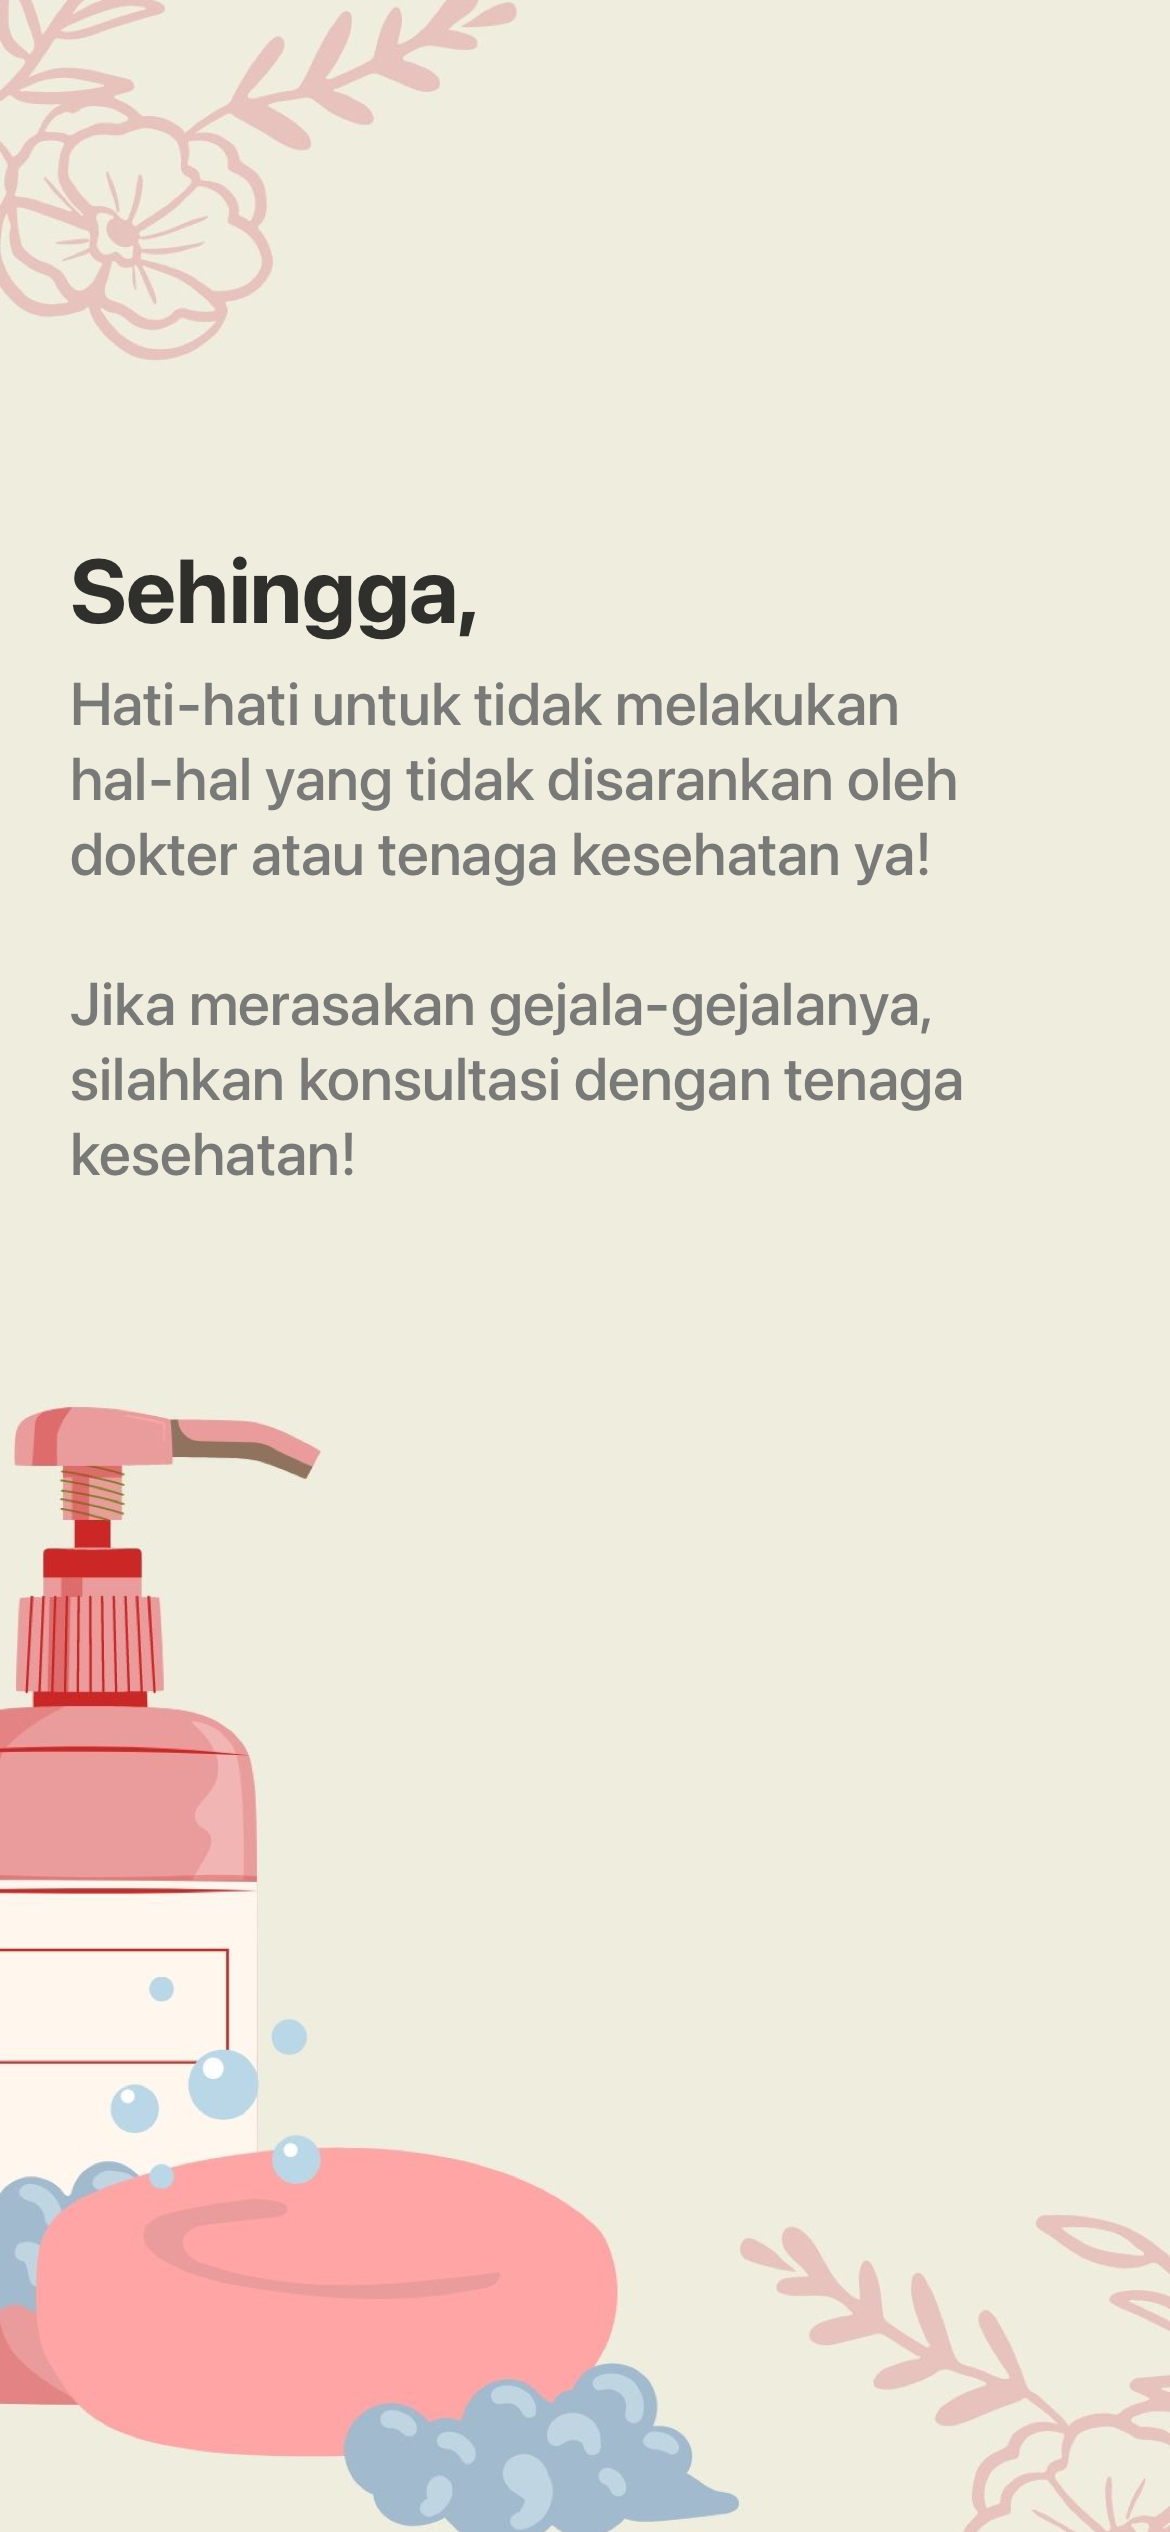 Sehingga,
Hati-hati untuk tidak melakukan
hal-hal yang tidak disarankan oleh
dokter atau tenaga kesehatan ya!
Jika merasakan gejala-gejalanya,
silahkan konsultasi dengan tenaga
kesehatan!